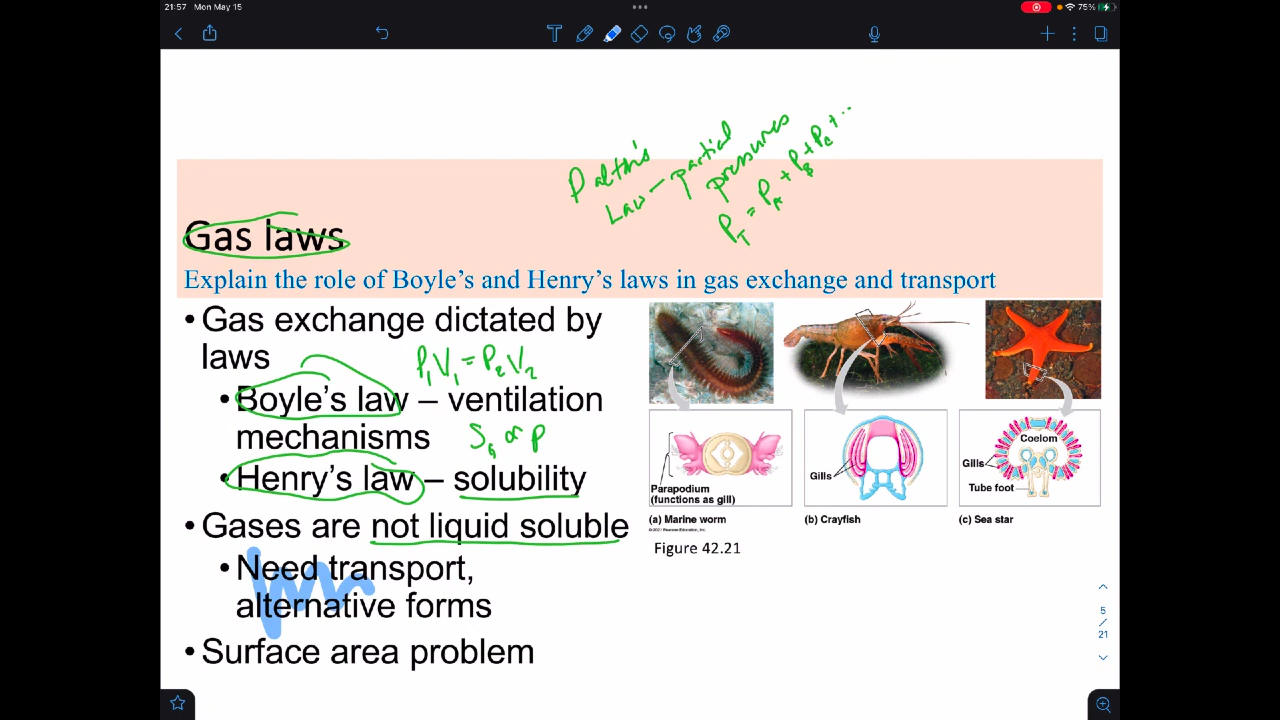 21:57 Mon May 15
75%
Dalton's
Law – partial
pressures
P_T = P_A + P_B + P_C + ...
Gas laws
Explain the role of Boyle's and Henry's laws in gas exchange and transport
• Gas exchange dictated by
laws
P₁V₁ = P₂V₂
• Boyle's law – ventilation
mechanisms
S_g α P
• Henry's law – solubility
• Gases are not liquid soluble
• Need transport,
alternative forms
• Surface area problem
Parapodium
(functions as gill)
Gills
Coelom
Gills
Tube foot
(a) Marine worm
(b) Crayfish
(c) Sea star
Figure 42.21
5
/
21